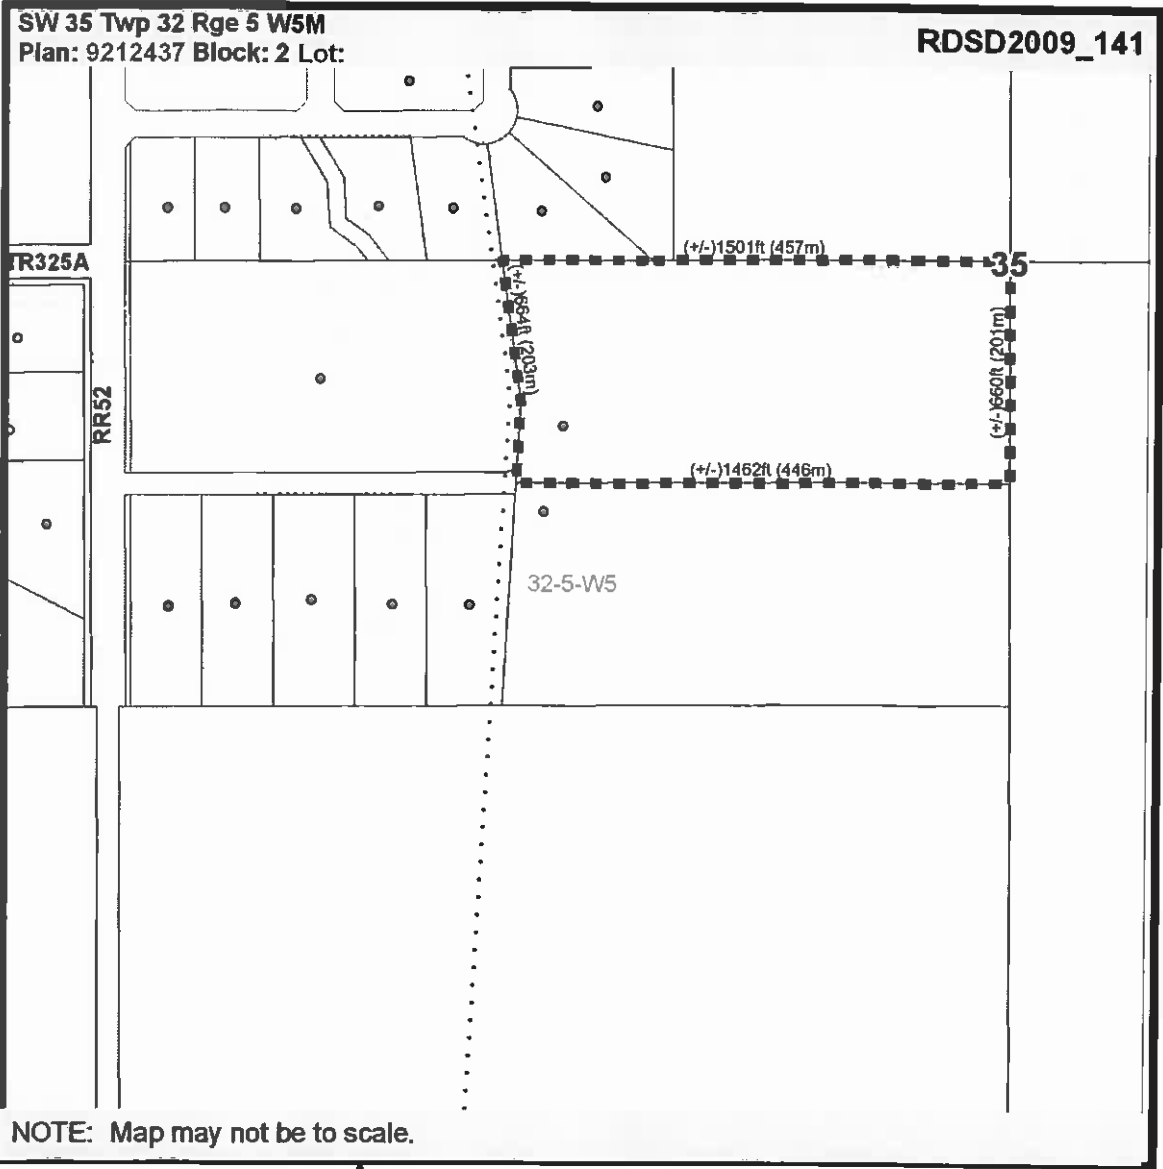 SW 35 Twp 32 Rge 5 W5M
Plan: 9212437 Block: 2 Lot:
RDSD2009_141
(+/-)1501ft (457m)
TR325A
35
(+/-)664ft (203m)
(+/-)660ft (201m)
RR52
(+/-)1462ft (446m)
32-5-W5
NOTE: Map may not be to scale.